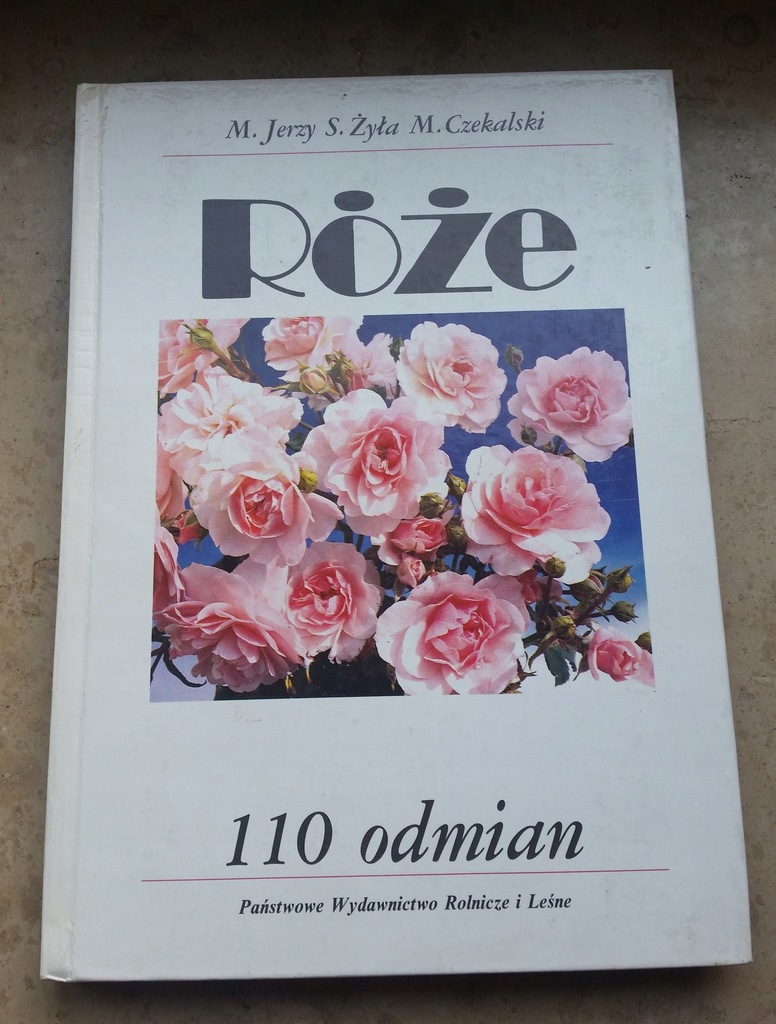 M. Jerzy S. Żyła M. Czekalski
Róże
110 odmian
Państwowe Wydawnictwo Rolnicze i Leśne